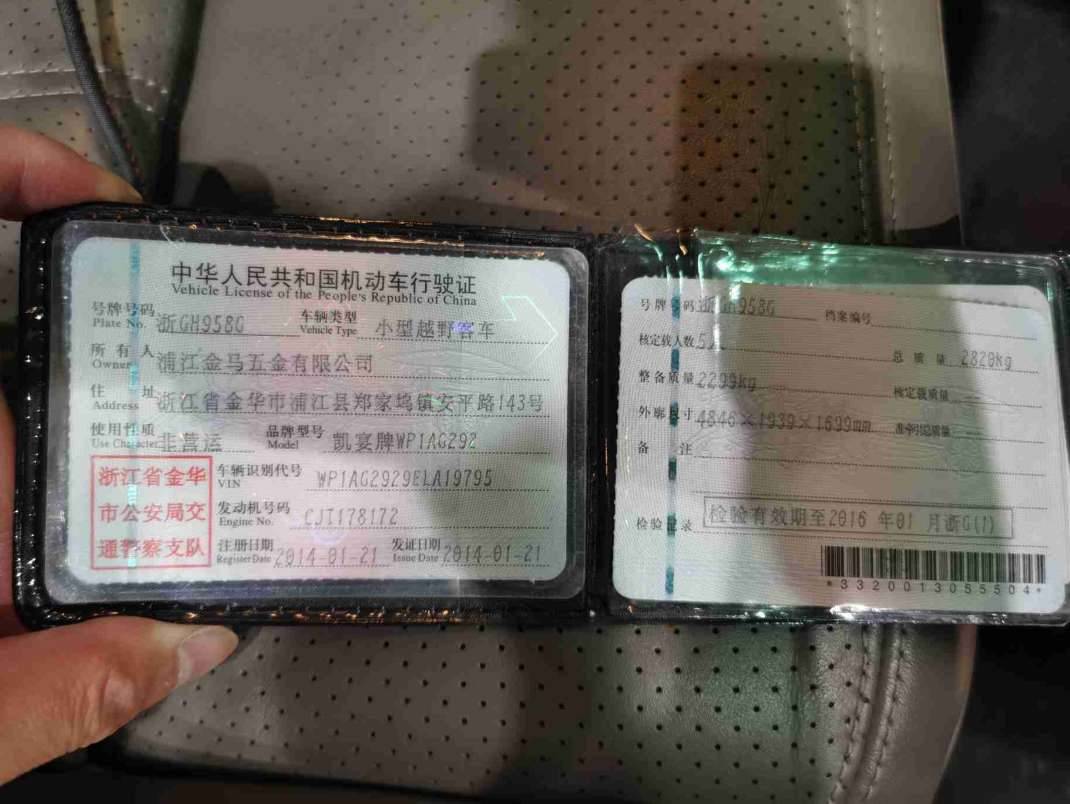 中华人民共和国机动车行驶证
Vehicle License of the People's Republic of China
号牌号码 浙GH958G 车辆类型 小型越野客车
Plate No. Vehicle Type
所有人 浦江金马五金有限公司
Owner
住址 浙江省金华市浦江县郑家坞镇安平路143号
Address
使用性质 非营运 品牌型号 凯宴牌WP1AG292
Use Character Model
浙江省金华
市公安局交
通警察支队
车辆识别代号 WP1AG2929ELA19795
VIN
发动机号码 CJT178172
Engine No.
注册日期 2014-01-21 发证日期 2014-01-21
Register Date Issue Date
号牌号码 浙GH958G 档案编号
核定载人数 5人 总质量 2820kg
整备质量 2299kg 核定载质量
外廓尺寸 4846×1939×1699mm 准牵引总质量
备注
检验记录 检验有效期至2016年01月浙G(1)
*3320013055504*